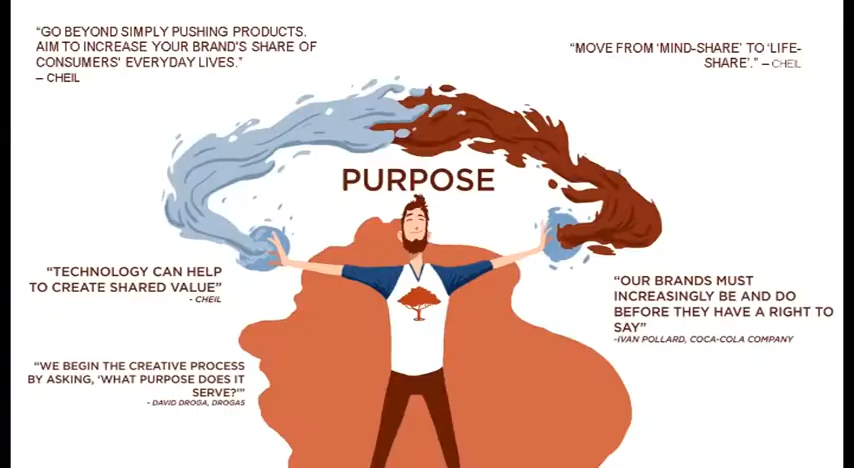 “GO BEYOND SIMPLY PUSHING PRODUCTS.
AIM TO INCREASE YOUR BRAND'S SHARE OF
CONSUMERS' EVERYDAY LIVES.”
– CHEIL
“MOVE FROM ‘MIND-SHARE’ TO ‘LIFE-
SHARE’.” – CHEIL
PURPOSE
“TECHNOLOGY CAN HELP
TO CREATE SHARED VALUE”
- CHEIL
“OUR BRANDS MUST
INCREASINGLY BE AND DO
BEFORE THEY HAVE A RIGHT TO
SAY”
-IVAN POLLARD, COCA-COLA COMPANY
“WE BEGIN THE CREATIVE PROCESS
BY ASKING, ‘WHAT PURPOSE DOES IT
SERVE?’”
- DAVID DROGA, DROGA5